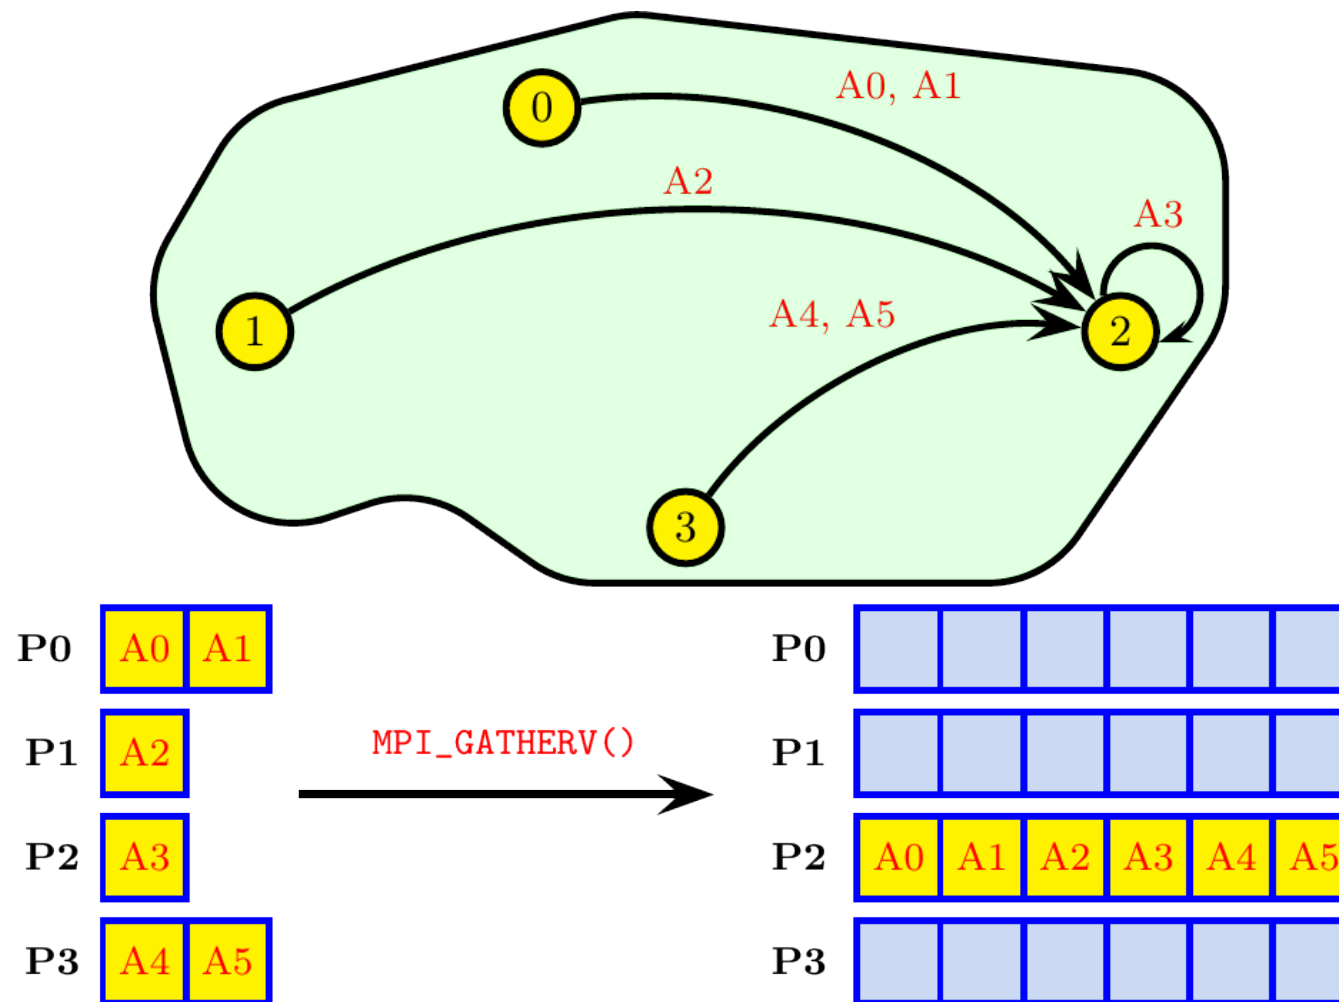 A0, A1
0
A2
A3
A4, A5
1
2
3
P0 A0 A1
P0
MPI_GATHERV()
P1 A2
P1
P2 A3
P2 A0 A1 A2 A3 A4 A5
P3 A4 A5
P3